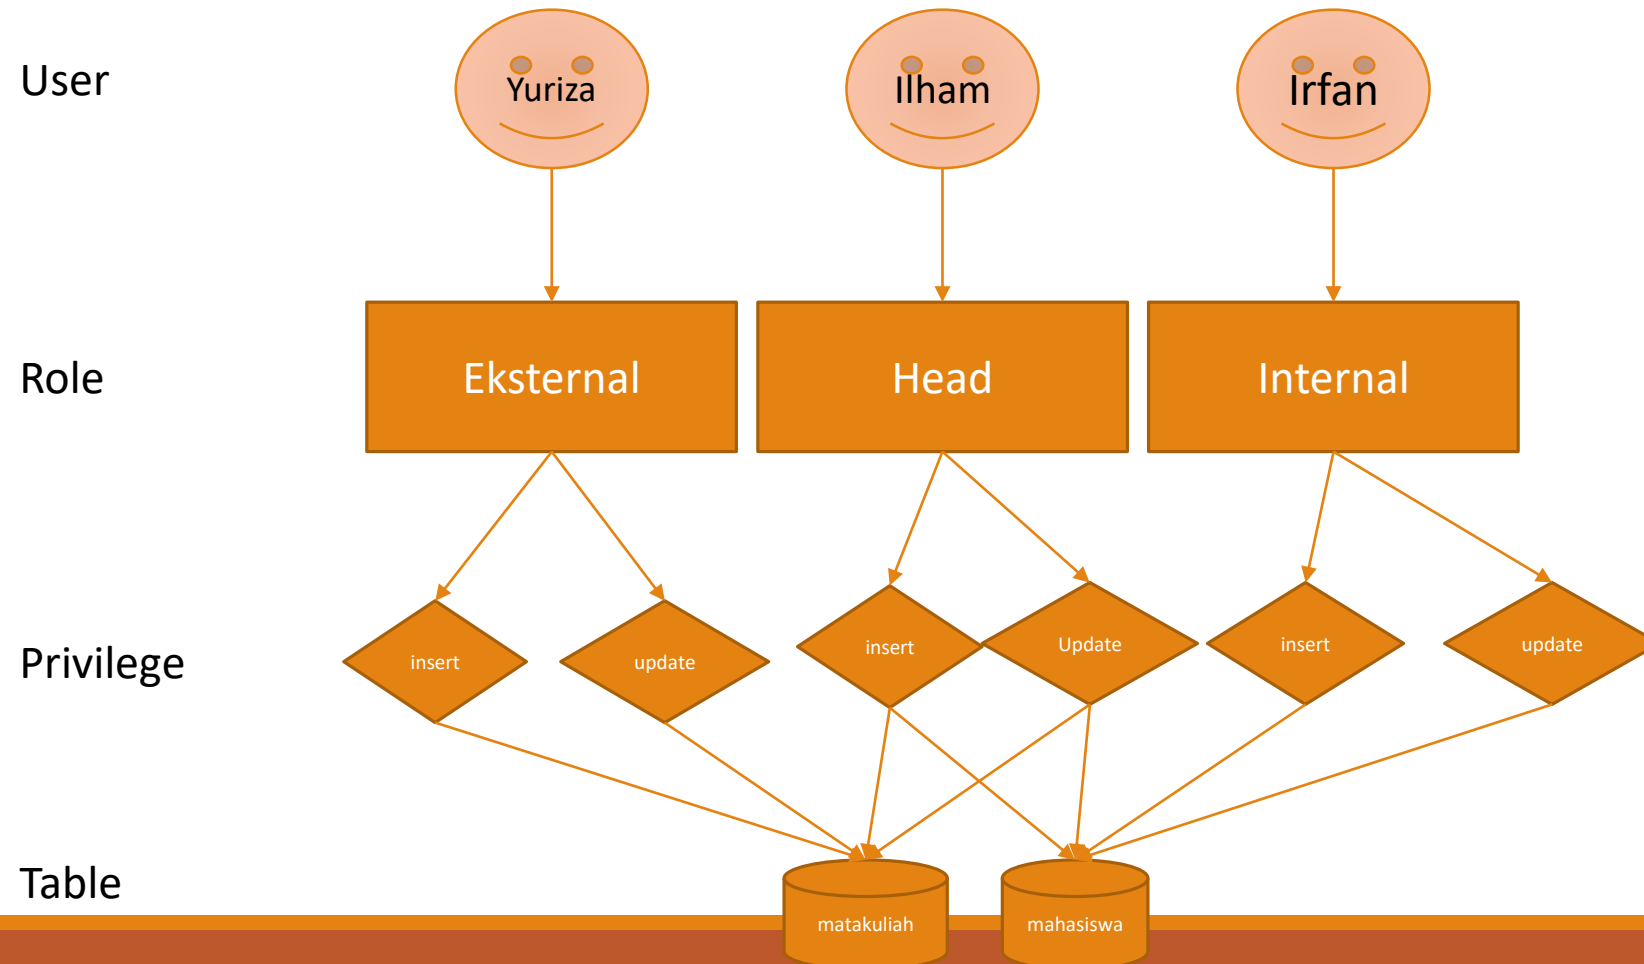 User
Yuriza
Ilham
Irfan
Role
Eksternal
Head
Internal
Privilege
insert
update
insert
Update
insert
update
Table
matakuliah
mahasiswa